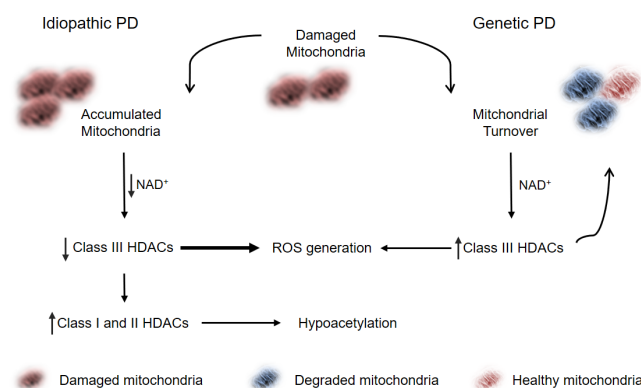 Idiopathic PD
Damaged
Mitochondria
Genetic PD
Accumulated
Mitochondria
Mitchondrial
Turnover
NAD⁺
NAD⁺
Class III HDACs
ROS generation
Class III HDACs
Class I and II HDACs
Hypoacetylation
Damaged mitochondria
Degraded mitochondria
Healthy mitochondria